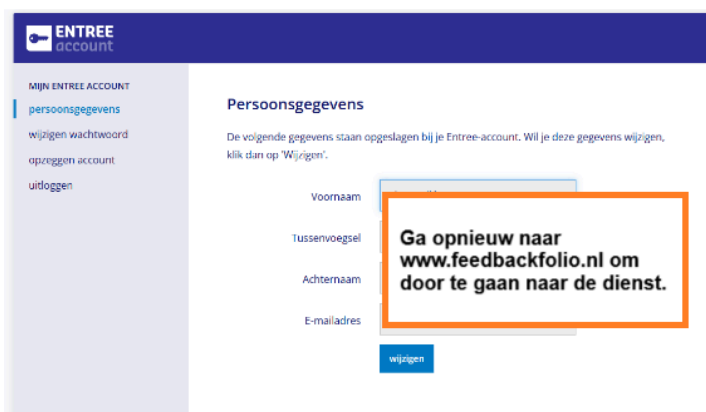 ENTREE
account
MIJN ENTREE ACCOUNT
persoonsgegevens
wijzigen wachtwoord
opzeggen account
uitloggen
Persoonsgegevens
De volgende gegevens staan opgeslagen bij je Entree-account. Wil je deze gegevens wijzigen,
klik dan op 'Wijzigen'.
Voornaam
Tussenvoegsel
Achternaam
E-mailadres
Ga opnieuw naar
www.feedbackfolio.nl om
door te gaan naar de dienst.
wijzigen